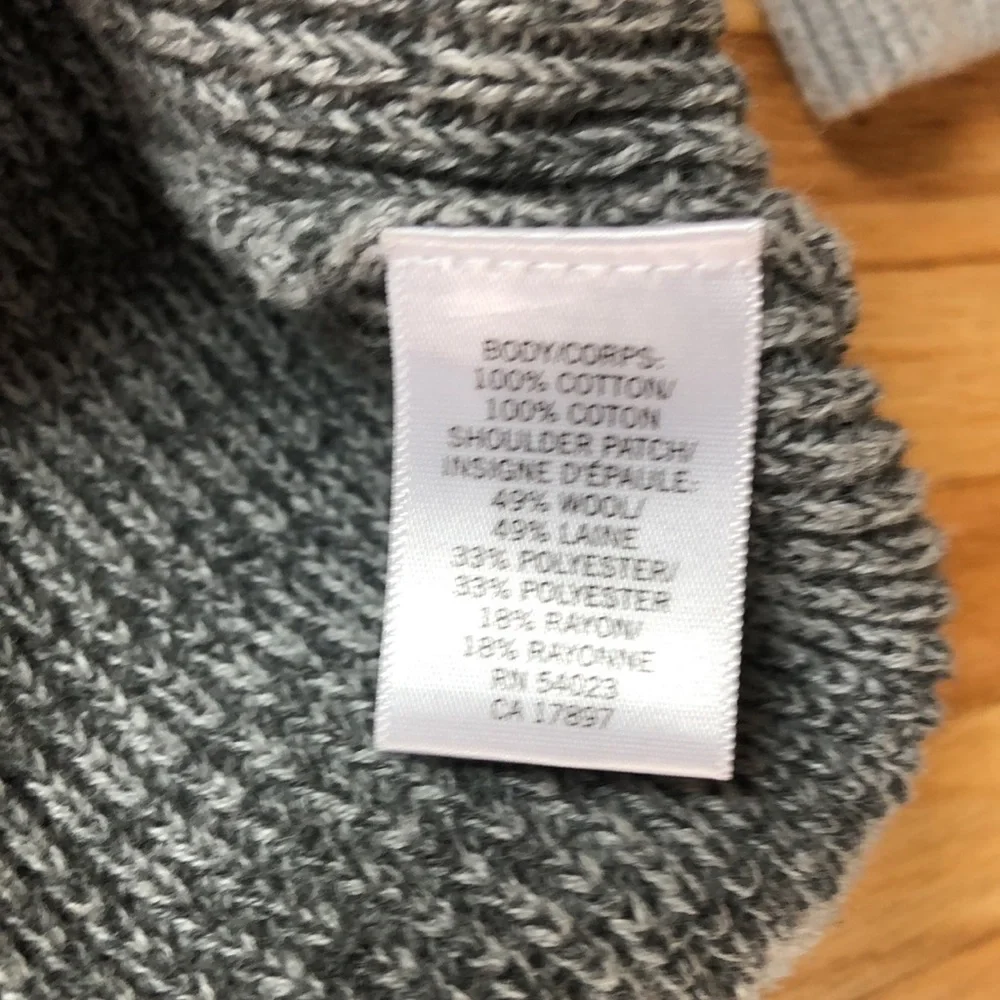 BODY/CORPS:
100% COTTON/
100% COTON
SHOULDER PATCH/
INSIGNE D'ÉPAULE:
49% WOOL/
49% LAINE
33% POLYESTER/
33% POLYESTER
18% RAYON/
18% RAYONNE
RN 54023
CA 17897